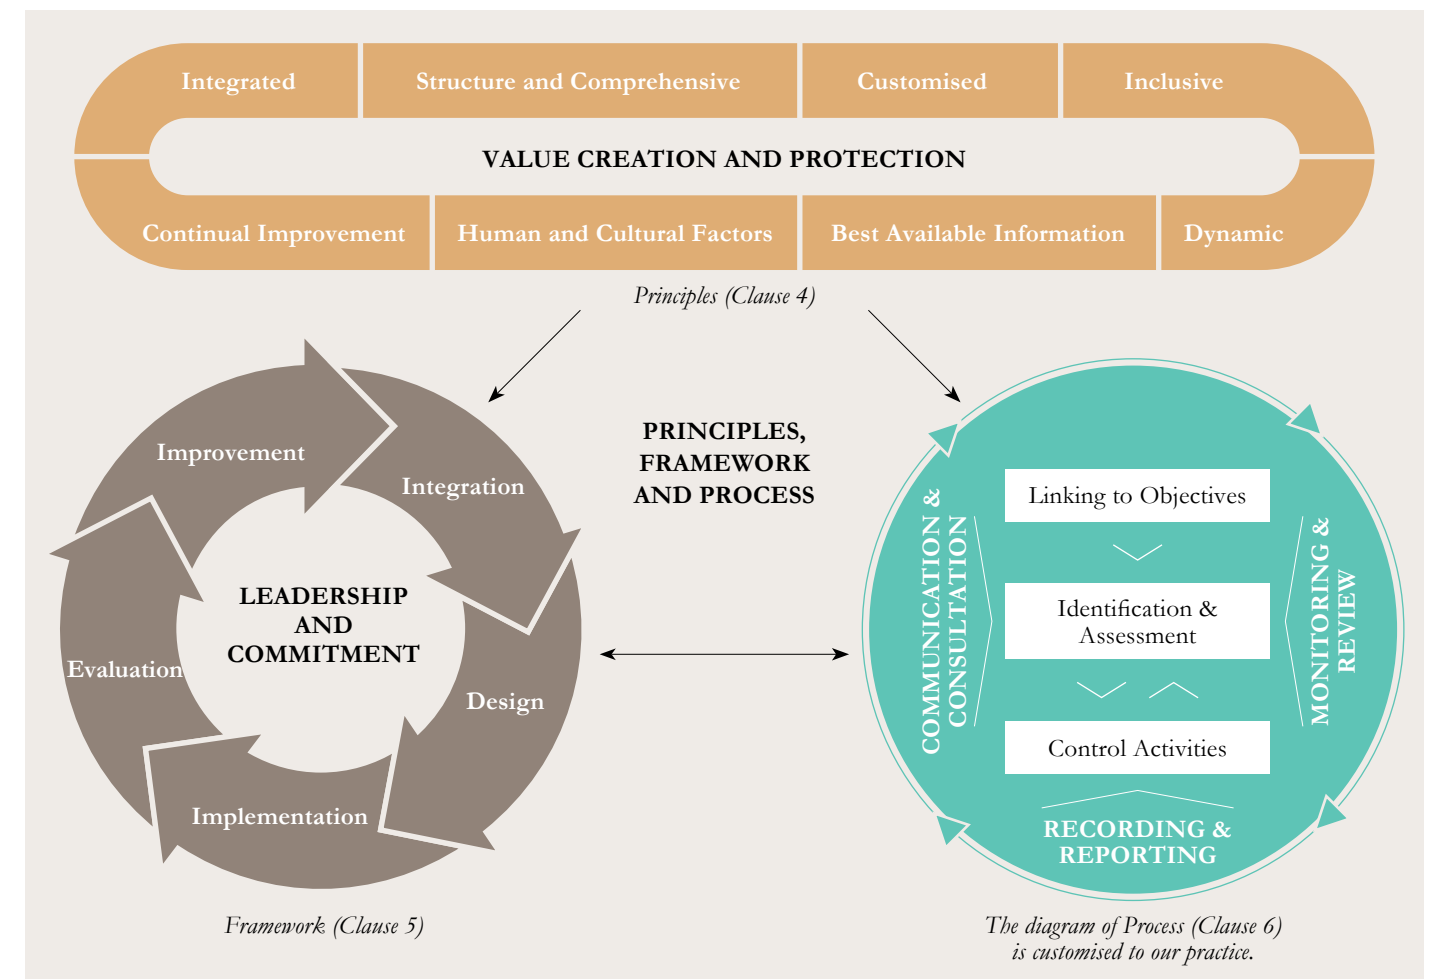 Integrated
Structure and Comprehensive
Customised
Inclusive
VALUE CREATION AND PROTECTION
Continual Improvement
Human and Cultural Factors
Best Available Information
Dynamic
Principles (Clause 4)
PRINCIPLES,
FRAMEWORK
AND PROCESS
Improvement
Integration
LEADERSHIP
AND
COMMITMENT
Evaluation
Design
Implementation
Framework (Clause 5)
COMMUNICATION &
CONSULTATION
Linking to Objectives
Identification &
Assessment
Control Activities
MONITORING &
REVIEW
RECORDING &
REPORTING
The diagram of Process (Clause 6)
is customised to our practice.